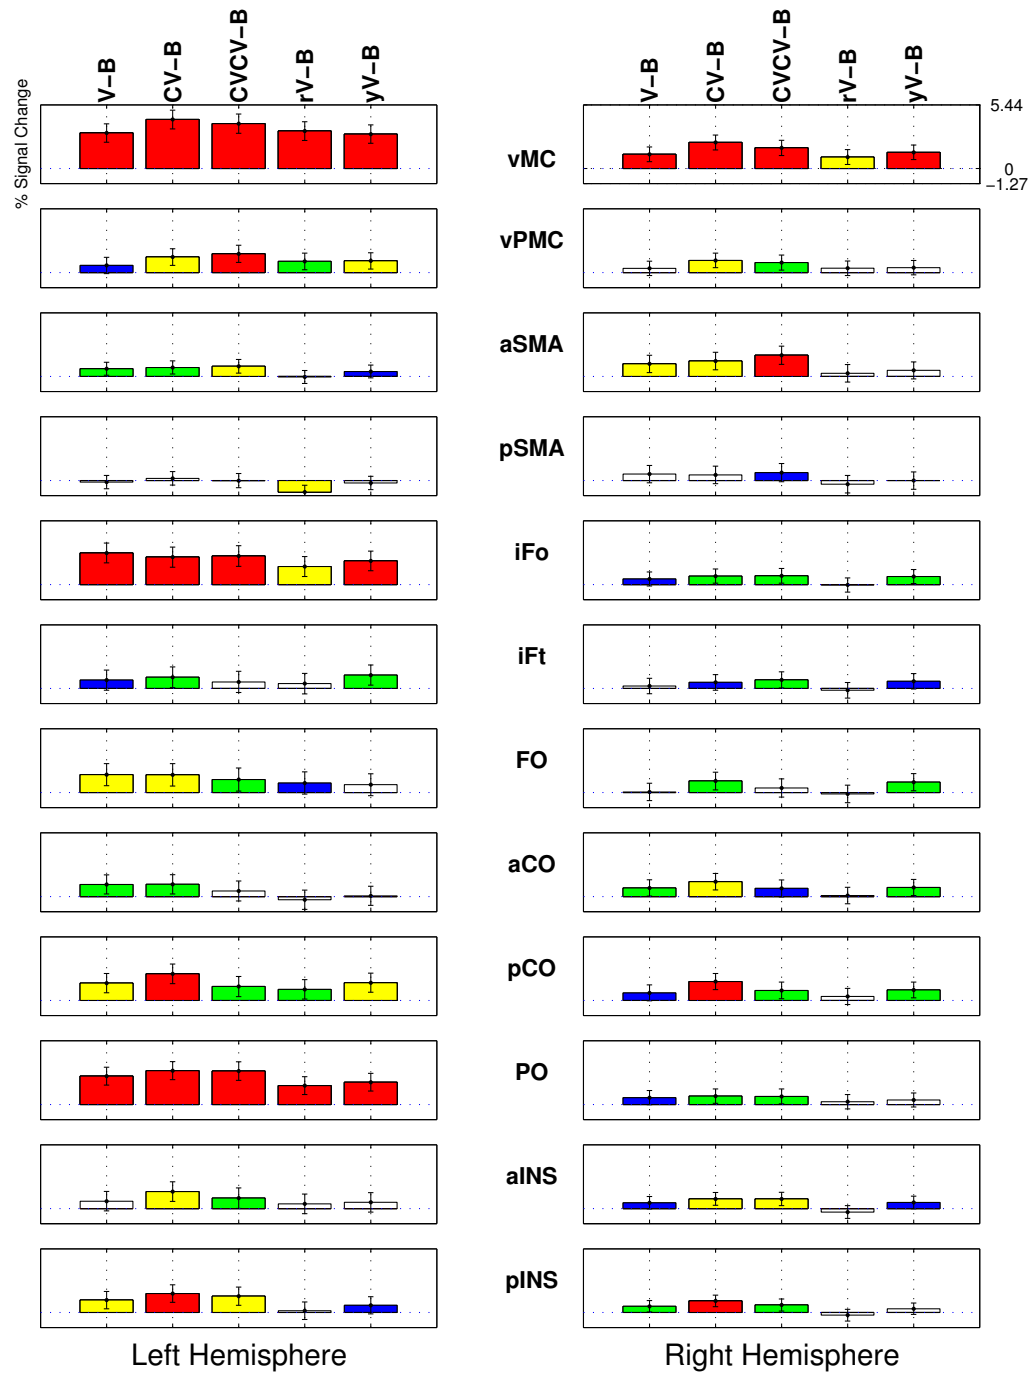 V−B CV−B CVCV−B rV−B yV−B
V−B CV−B CVCV−B rV−B yV−B
% Signal Change
5.44
0
−1.27
vMC
vPMC
aSMA
pSMA
iFo
iFt
FO
aCO
pCO
PO
aINS
pINS
Left Hemisphere
Right Hemisphere